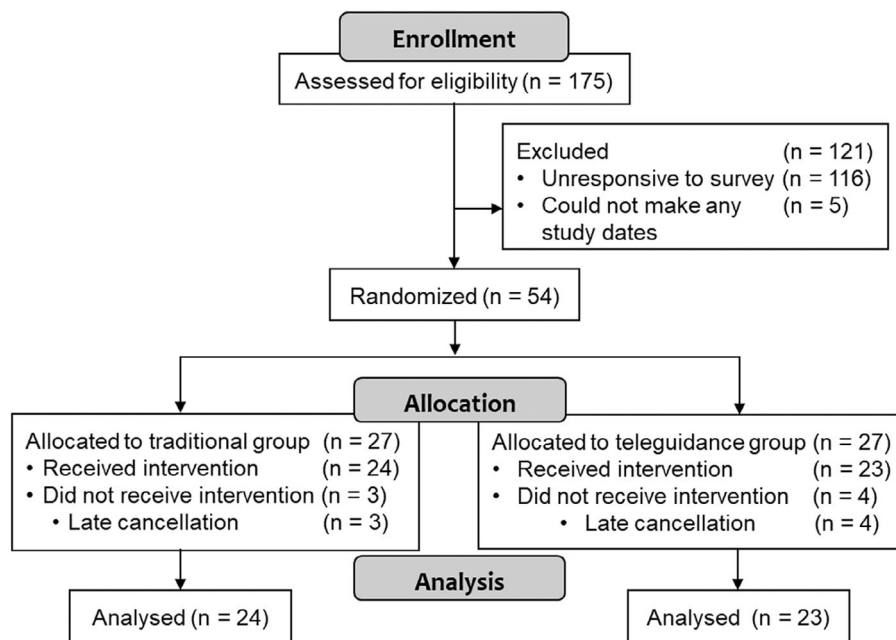 Enrollment
Assessed for eligibility (n = 175)
Excluded (n = 121)
• Unresponsive to survey (n = 116)
• Could not make any (n = 5)
study dates
Randomized (n = 54)
Allocation
Allocated to traditional group (n = 27)
• Received intervention (n = 24)
• Did not receive intervention (n = 3)
• Late cancellation (n = 3)
Allocated to teleguidance group (n = 27)
• Received intervention (n = 23)
• Did not receive intervention (n = 4)
• Late cancellation (n = 4)
Analysis
Analysed (n = 24)
Analysed (n = 23)